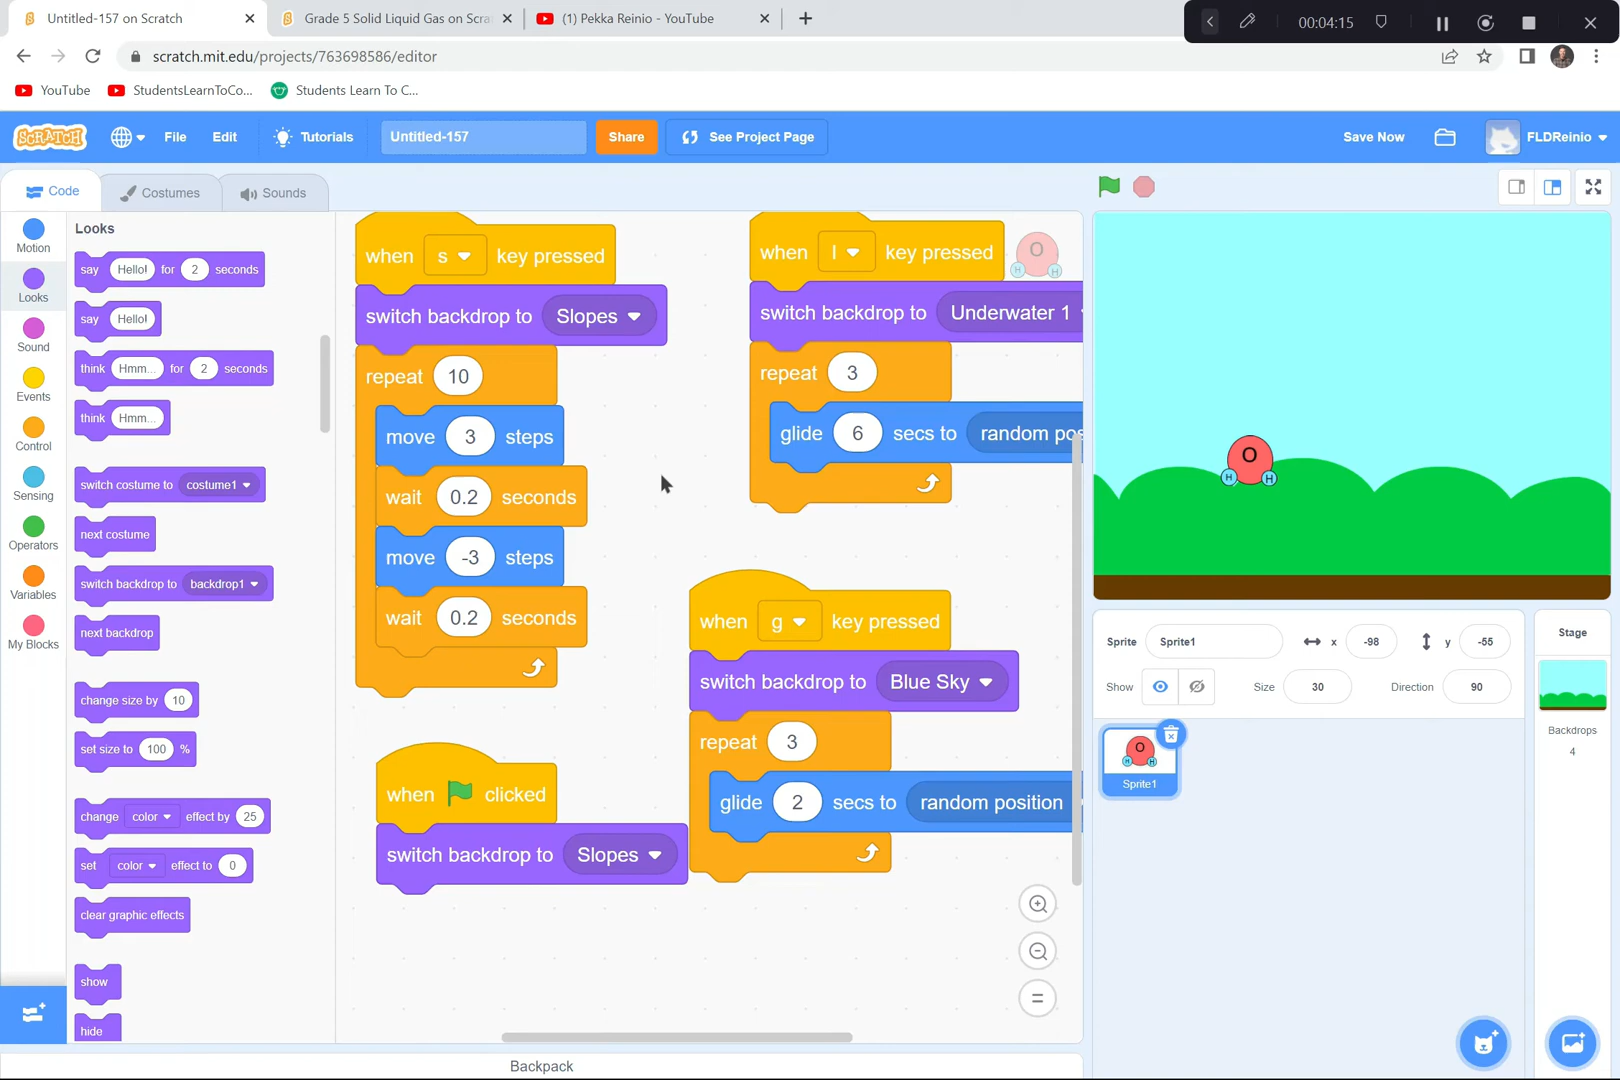 Untitled-157 on Scratch
Grade 5 Solid Liquid Gas on Scra
(1) Pekka Reinio - YouTube
00:04:15
scratch.mit.edu/projects/763698586/editor
YouTube
StudentsLearnToCo...
Students Learn To C...
SCRATCH
File
Edit
Tutorials
Untitled-157
Share
See Project Page
Save Now
FLDReinio
Code
Costumes
Sounds
Motion
Looks
Sound
Events
Control
Sensing
Operators
Variables
My Blocks
Looks
say Hello! for 2 seconds
say Hello!
think Hmm... for 2 seconds
think Hmm...
switch costume to costume1
next costume
switch backdrop to backdrop1
next backdrop
change size by 10
set size to 100 %
change color effect by 25
set color effect to 0
clear graphic effects
show
hide
when s key pressed
switch backdrop to Slopes
repeat 10
move 3 steps
wait 0.2 seconds
move -3 steps
wait 0.2 seconds
when clicked
switch backdrop to Slopes
when l key pressed
switch backdrop to Underwater 1
repeat 3
glide 6 secs to random pos
when g key pressed
switch backdrop to Blue Sky
repeat 3
glide 2 secs to random position
O
H H
O
H H
Sprite Sprite1 x -98 y -55
Show Size 30 Direction 90
O
H H
Sprite1
Stage
Backdrops
4
Backpack